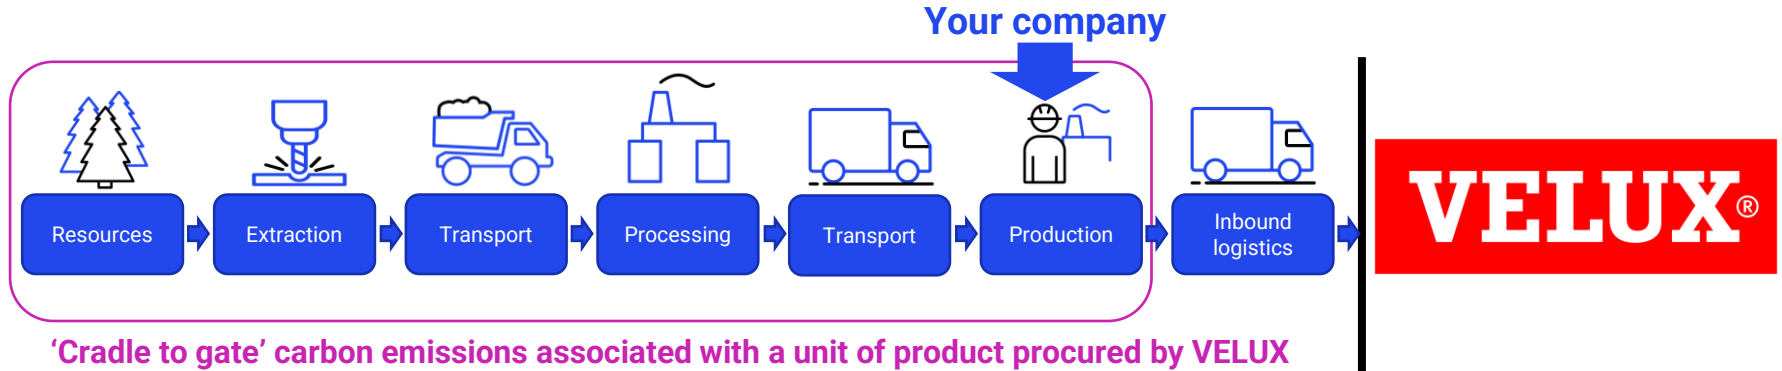 Your company
Resources
Extraction
Transport
Processing
Transport
Production
Inbound
logistics
VELUX®
‘Cradle to gate’ carbon emissions associated with a unit of product procured by VELUX